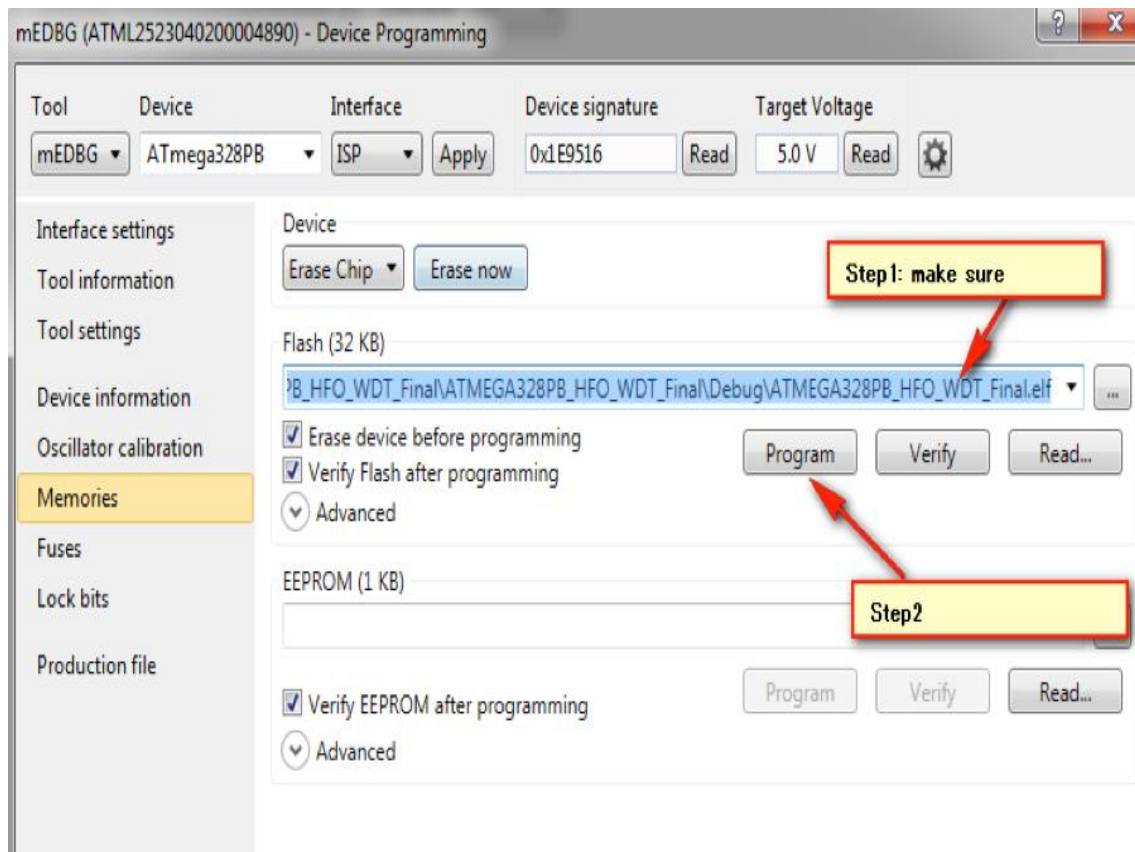 mEDBG (ATML2523040200004890) - Device Programming
Tool Device Interface Device signature Target Voltage
mEDBG ATmega328PB ISP Apply 0x1E9516 Read 5.0 V Read
Interface settings
Tool information
Tool settings
Device information
Oscillator calibration
Memories
Fuses
Lock bits
Production file
Device
Erase Chip Erase now
Step1: make sure
Flash (32 KB)
PB_HFO_WDT_Final\ATMEGA328PB_HFO_WDT_Final\Debug\ATMEGA328PB_HFO_WDT_Final.elf ...
Erase device before programming
Verify Flash after programming
Program Verify Read...
Advanced
EEPROM (1 KB)
Step2
Verify EEPROM after programming
Program Verify Read...
Advanced